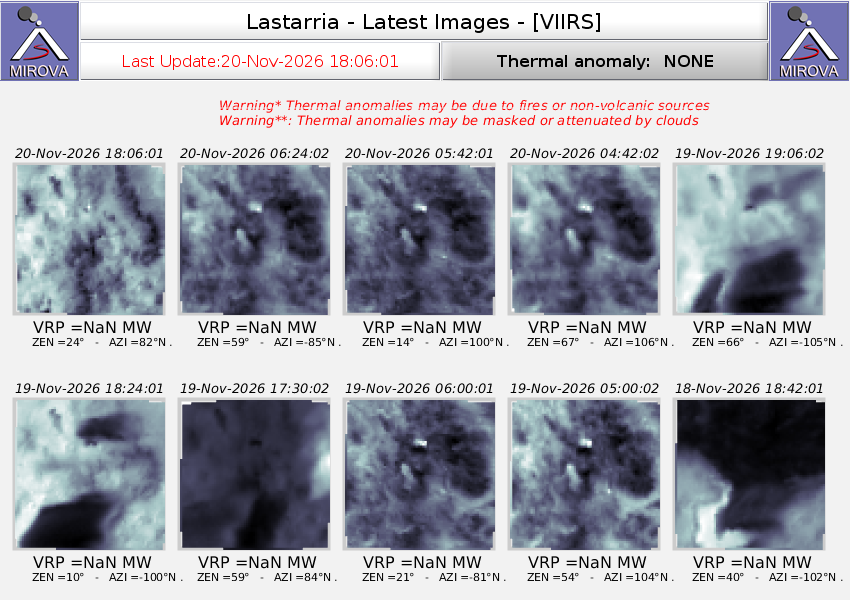 Lastarria - Latest Images - [VIIRS]
MIROVA
Last Update:20-Nov-2026 18:06:01
Thermal anomaly:  NONE
MIROVA
Warning* Thermal anomalies may be due to fires or non-volcanic sources
Warning**: Thermal anomalies may be masked or attenuated by clouds
20-Nov-2026 18:06:01 20-Nov-2026 06:24:02 20-Nov-2026 05:42:01 20-Nov-2026 04:42:02 19-Nov-2026 19:06:02
VRP =NaN MW VRP =NaN MW VRP =NaN MW VRP =NaN MW VRP =NaN MW
ZEN =24° - AZI =82°N . ZEN =59° - AZI =-85°N . ZEN =14° - AZI =100°N . ZEN =67° - AZI =106°N . ZEN =66° - AZI =-105°N .
19-Nov-2026 18:24:01 19-Nov-2026 17:30:02 19-Nov-2026 06:00:01 19-Nov-2026 05:00:02 18-Nov-2026 18:42:01
VRP =NaN MW VRP =NaN MW VRP =NaN MW VRP =NaN MW VRP =NaN MW
ZEN =10° - AZI =-100°N . ZEN =59° - AZI =84°N . ZEN =21° - AZI =-81°N . ZEN =54° - AZI =104°N . ZEN =40° - AZI =-102°N .